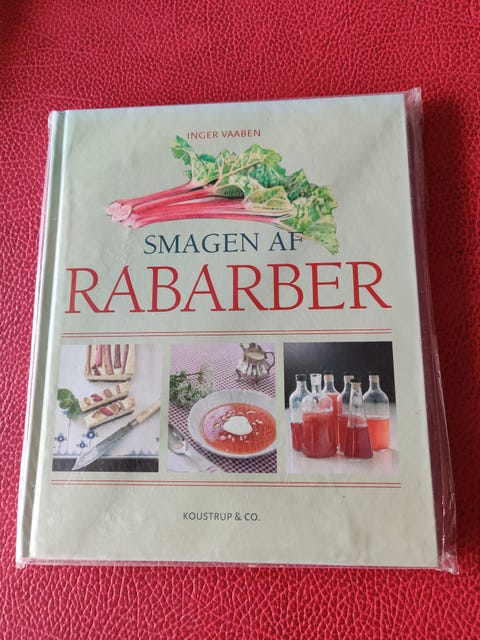 INGER VAABEN
SMAGEN AF
RABARBER
KOUSTRUP & CO.